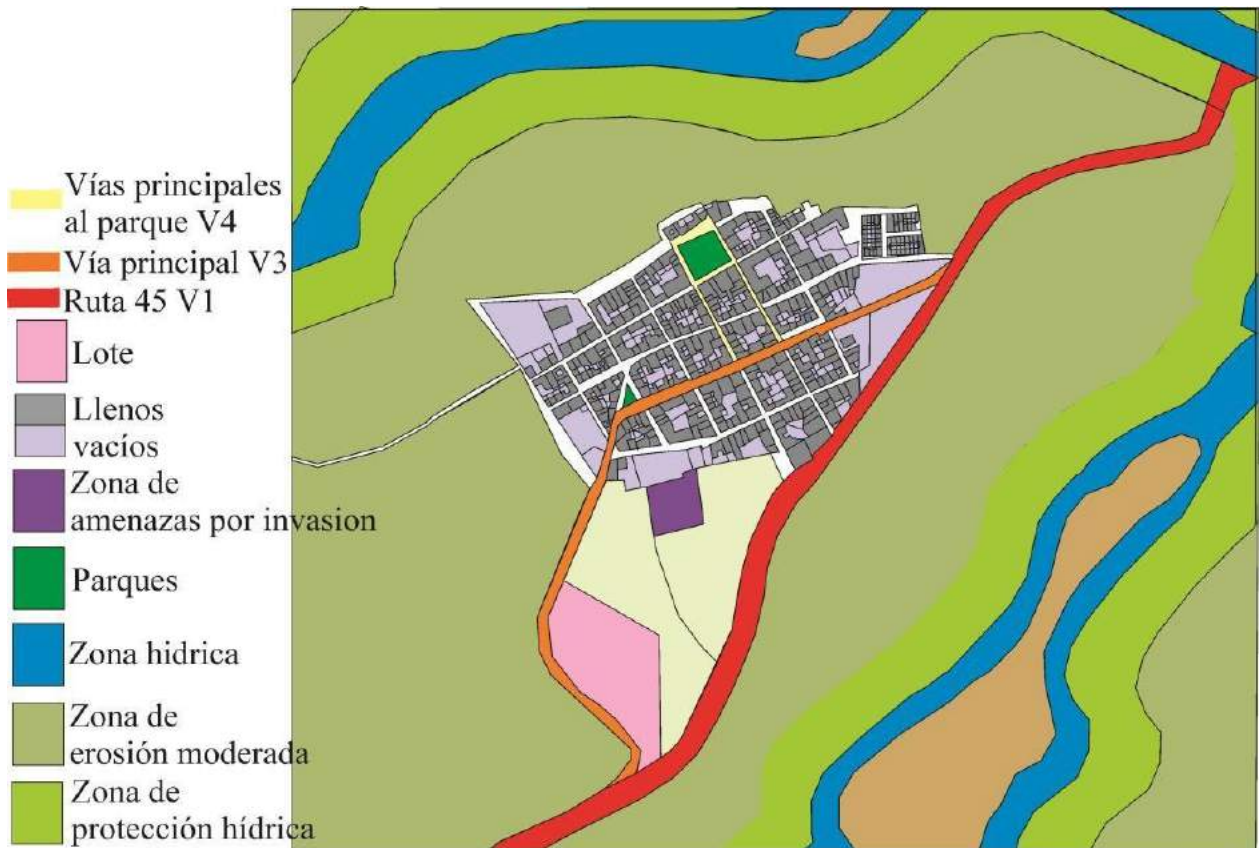 Vías principales
al parque V4
Vía principal V3
Ruta 45 V1
Lote
Llenos
vacíos
Zona de
amenazas por invasion
Parques
Zona hidrica
Zona de
erosión moderada
Zona de
protección hídrica